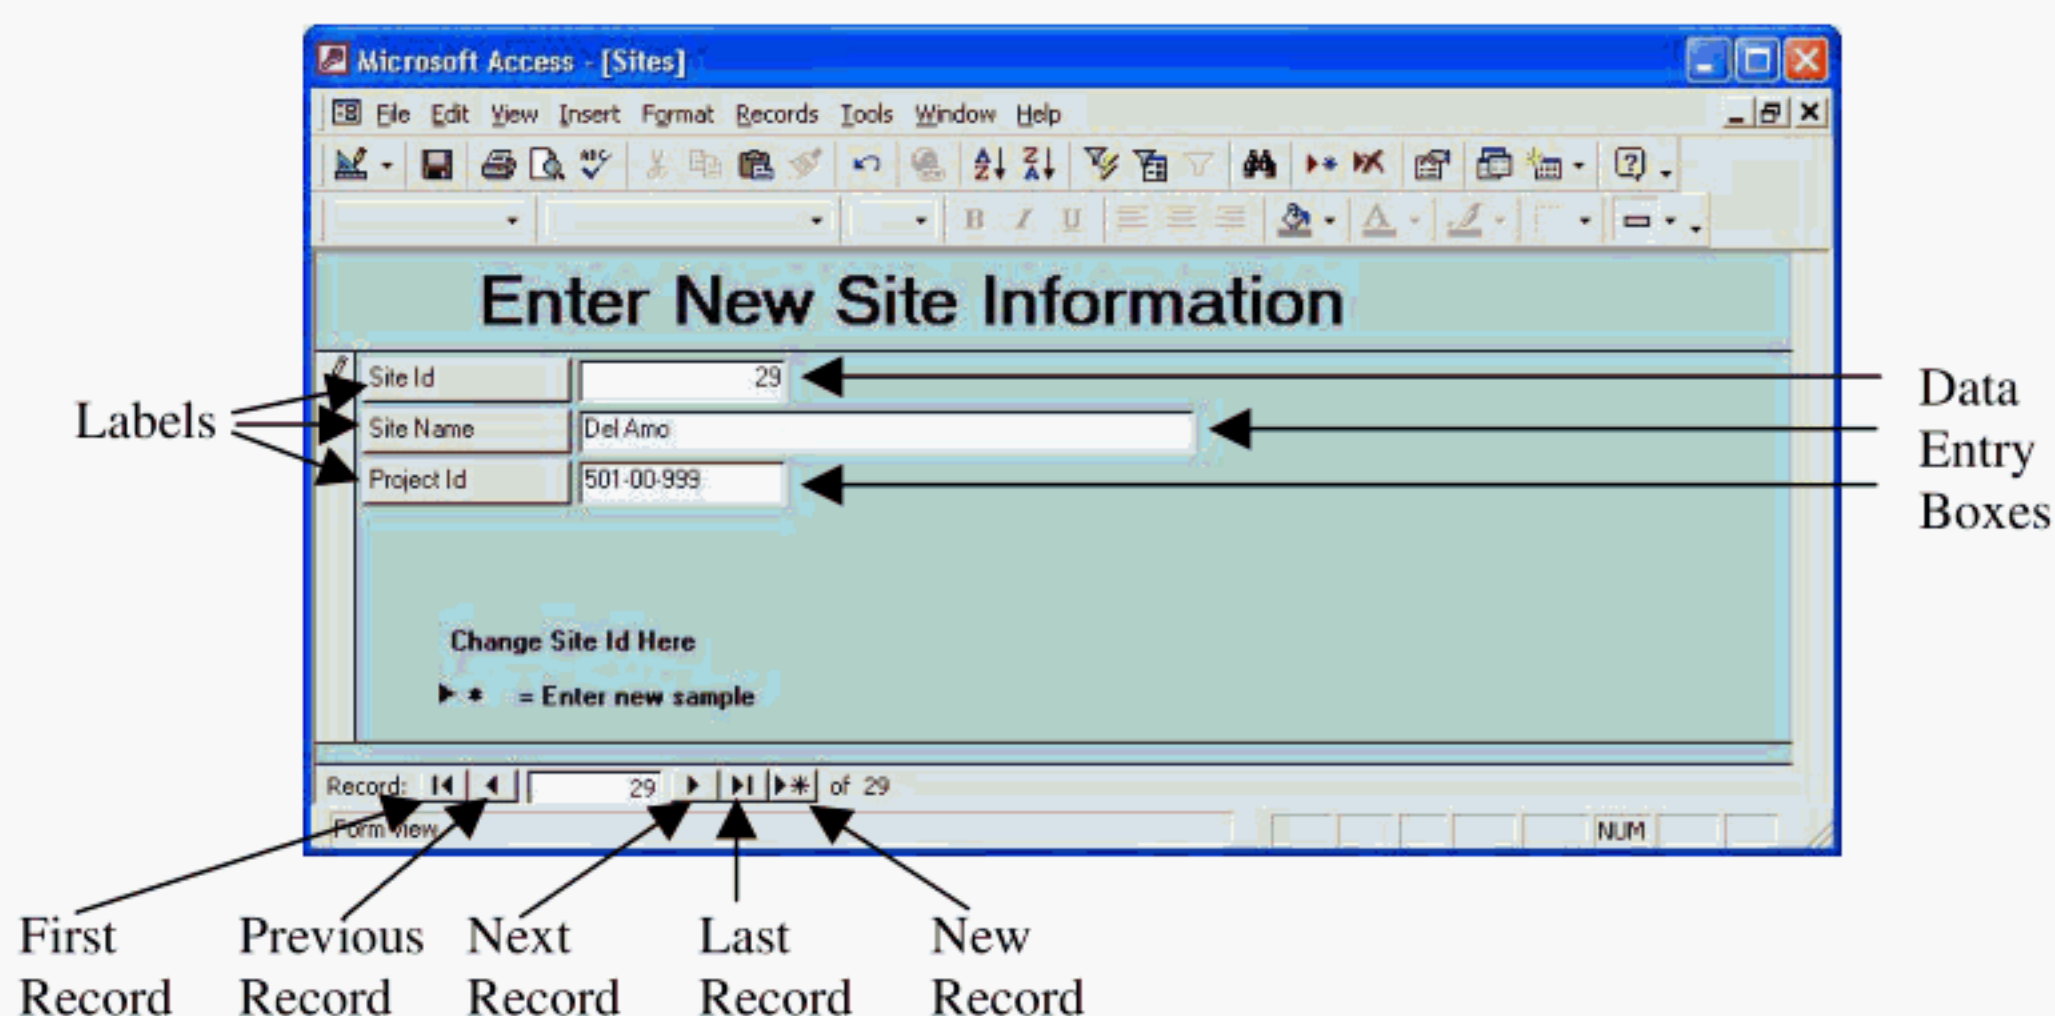 Microsoft Access - [Sites]
File Edit View Insert Format Records Tools Window Help
B I U A
Enter New Site Information
Labels
Site Id 29
Site Name Del Amo
Project Id 501-00-999
Data
Entry
Boxes
Change Site Id Here
* = Enter new sample
Record: 29 of 29
Form View NUM
First
Record
Previous
Record
Next
Record
Last
Record
New
Record